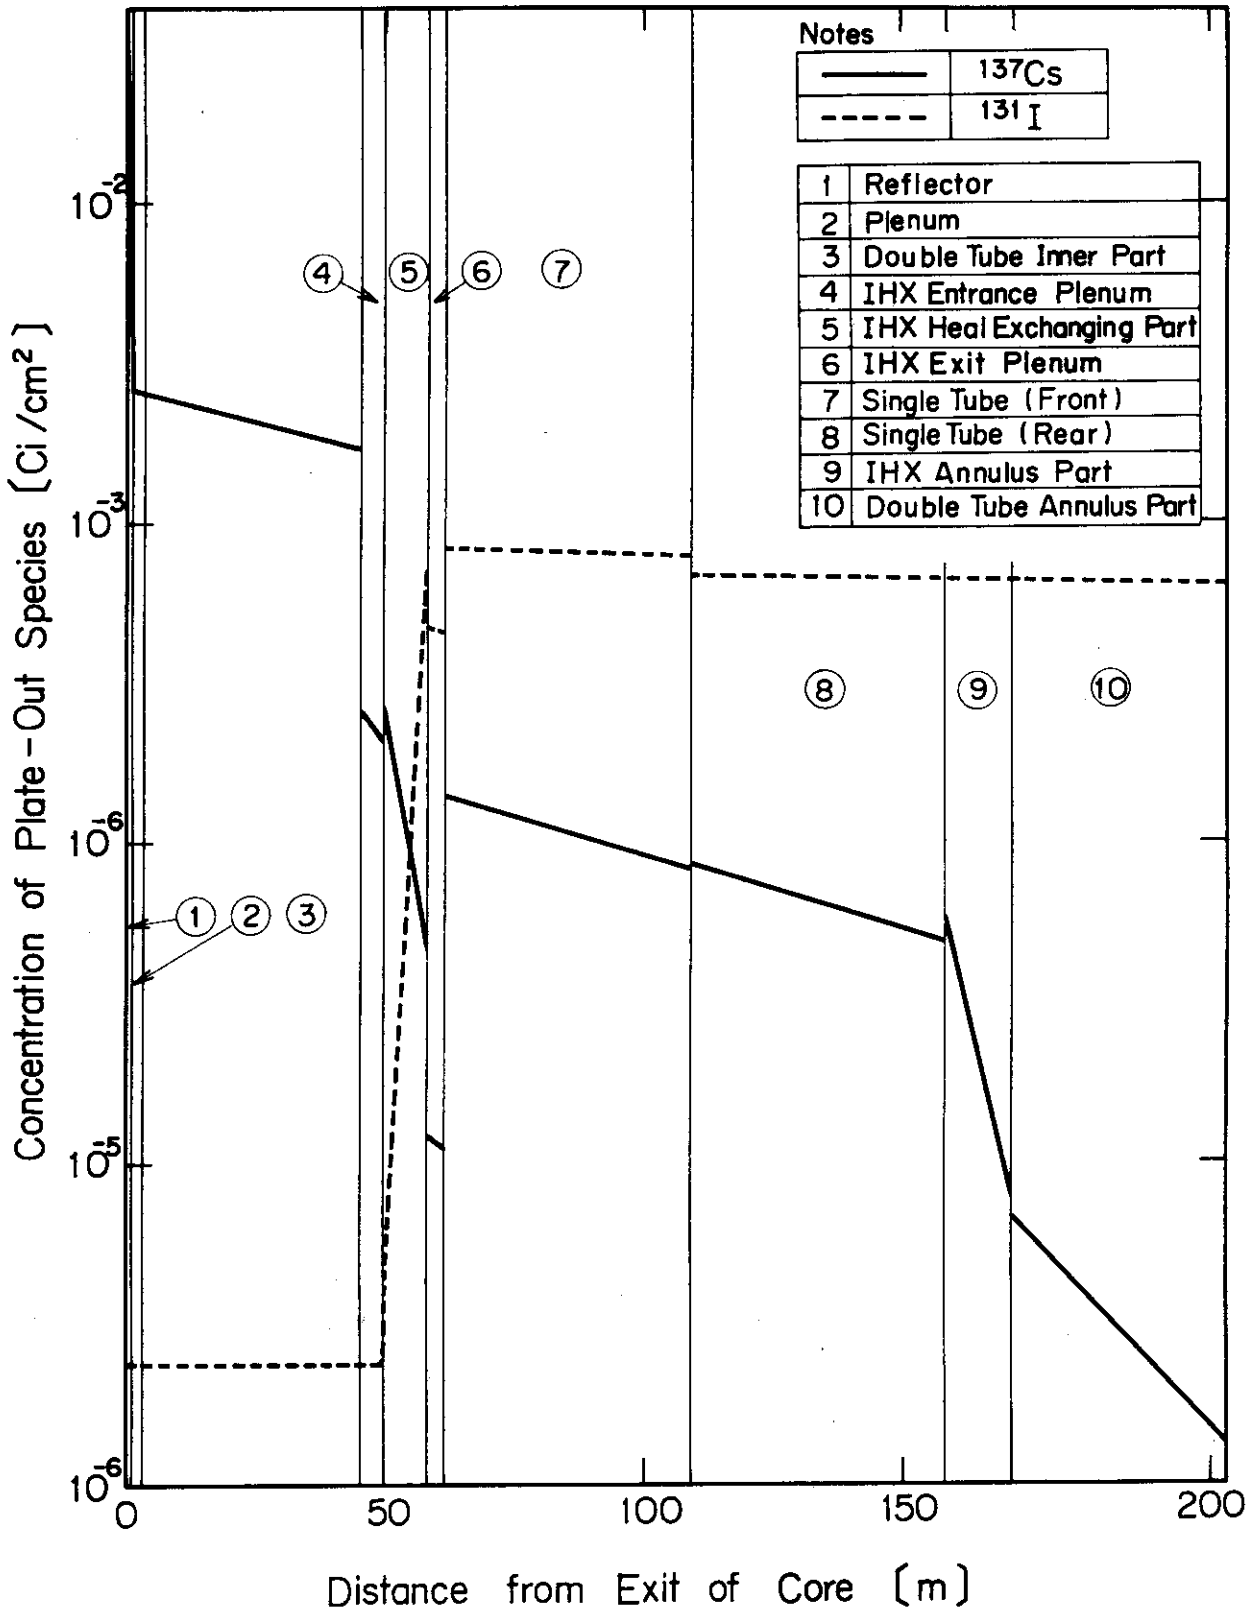 Notes
137Cs
131 I
1 Reflector
2 Plenum
3 Double Tube Inner Part
4 IHX Entrance Plenum
5 IHX Heal Exchanging Part
6 IHX Exit Plenum
7 Single Tube (Front)
8 Single Tube (Rear)
9 IHX Annulus Part
10 Double Tube Annulus Part
10-2
10-3
10-6
10-5
10-6
④ ⑤ ⑥ ⑦
⑧ ⑨ ⑩
① ② ③
0 50 100 150 200
Distance from Exit of Core [m]
Concentration of Plate-Out Species [Ci/cm2]